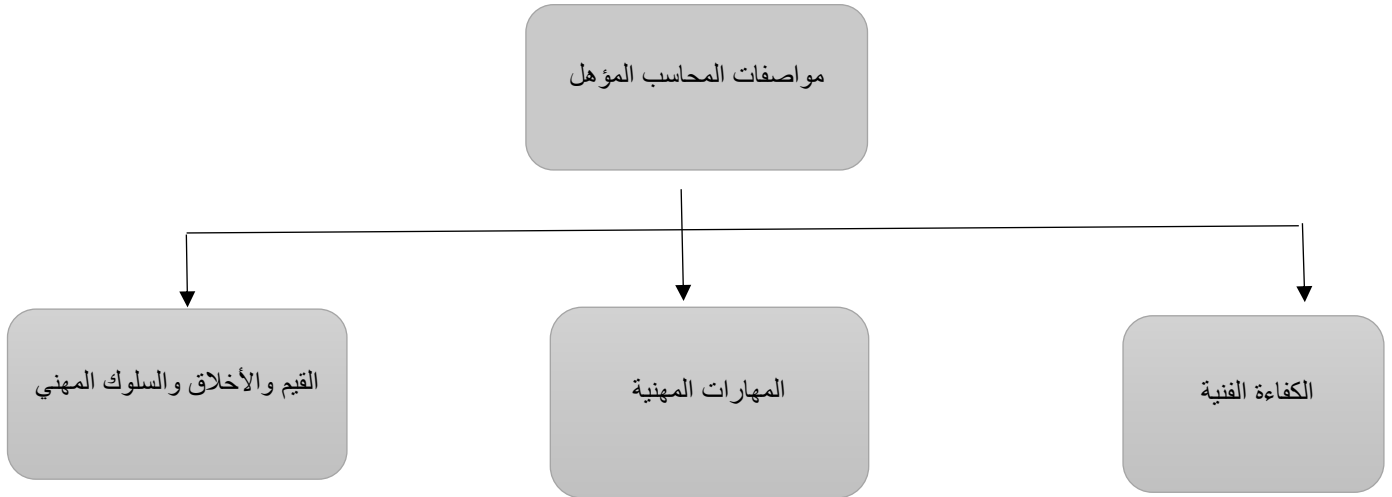 مواصفات المحاسب المؤهل
الكفاءة الفنية
المهارات المهنية
القيم والأخلاق والسلوك المهني